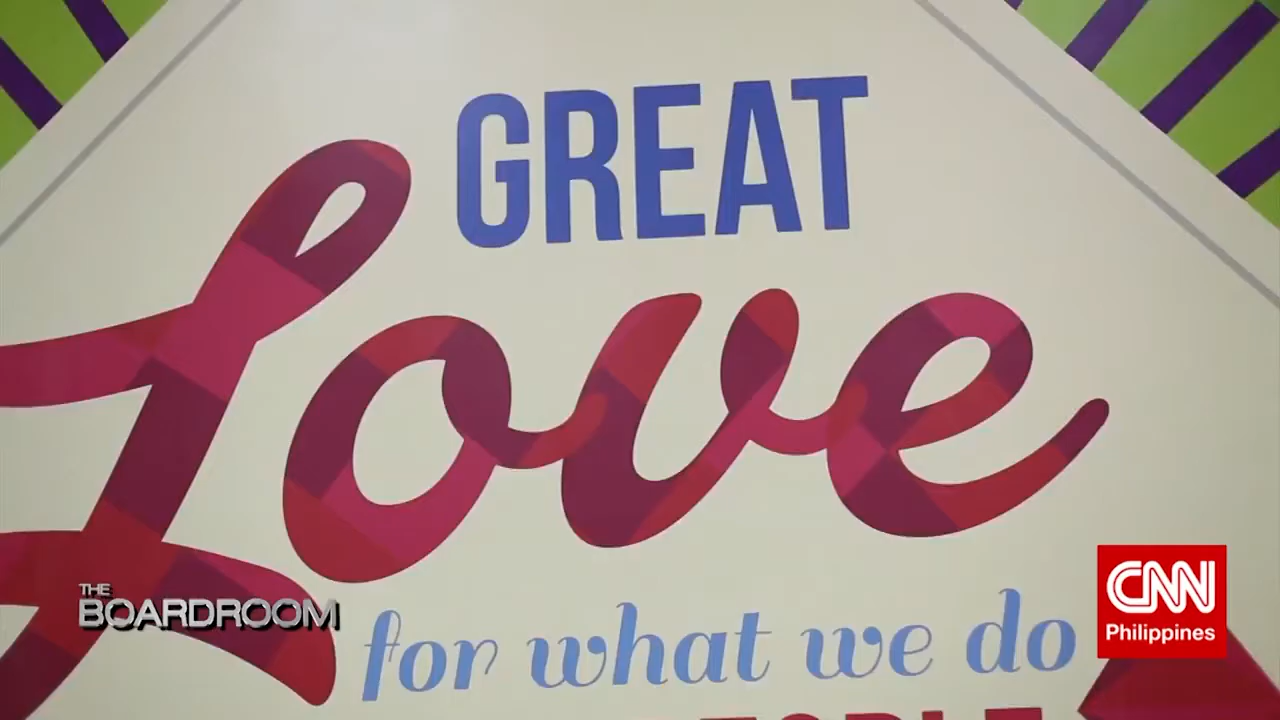 GREAT
Love
for what we do
THE
BOARDROOM
CNN
Philippines